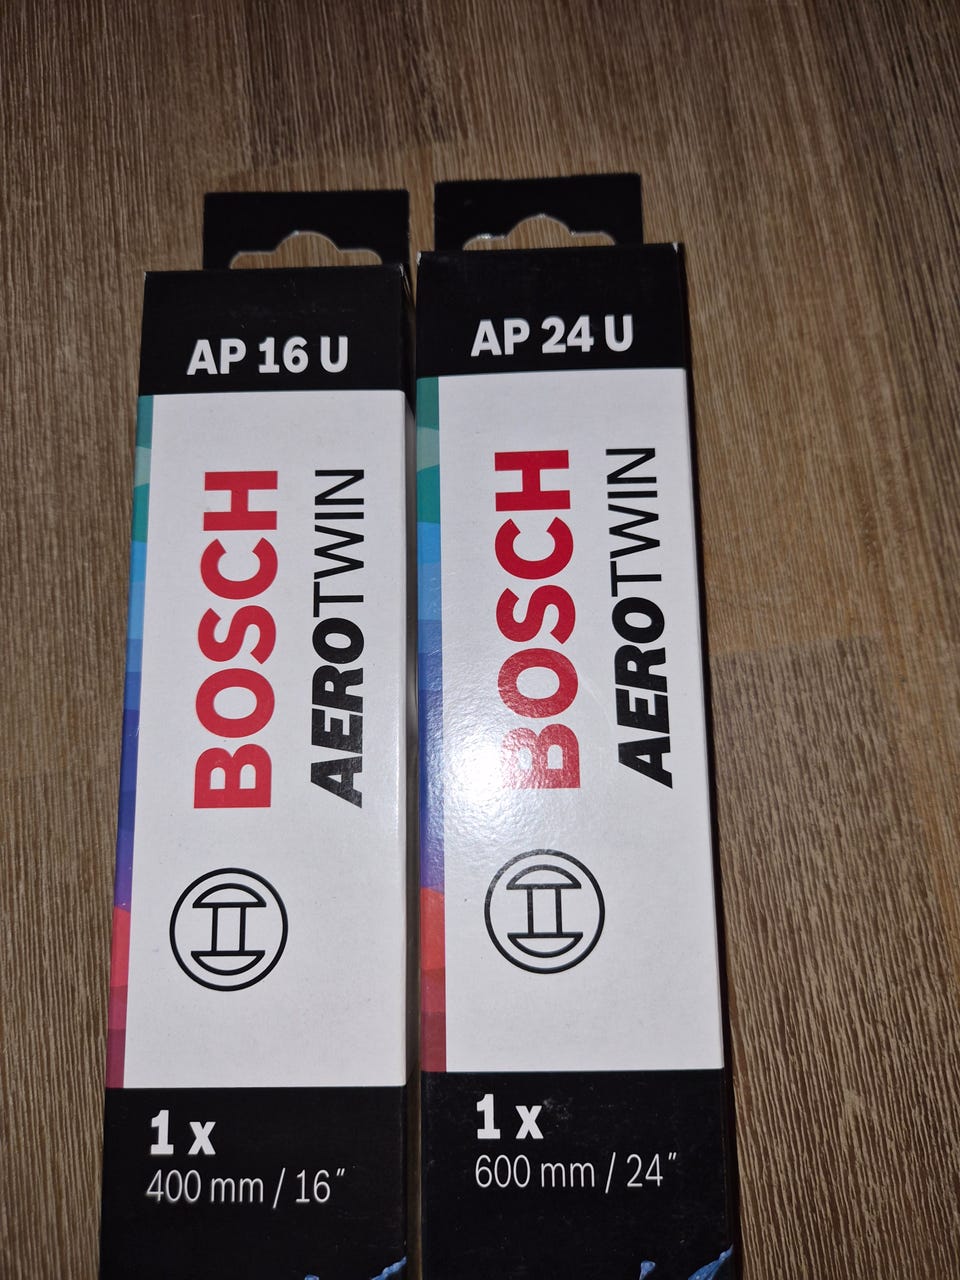 AP 16 U
BOSCH
AEROTWIN
1 x
400 mm / 16″
AP 24 U
BOSCH
AEROTWIN
1 x
600 mm / 24″